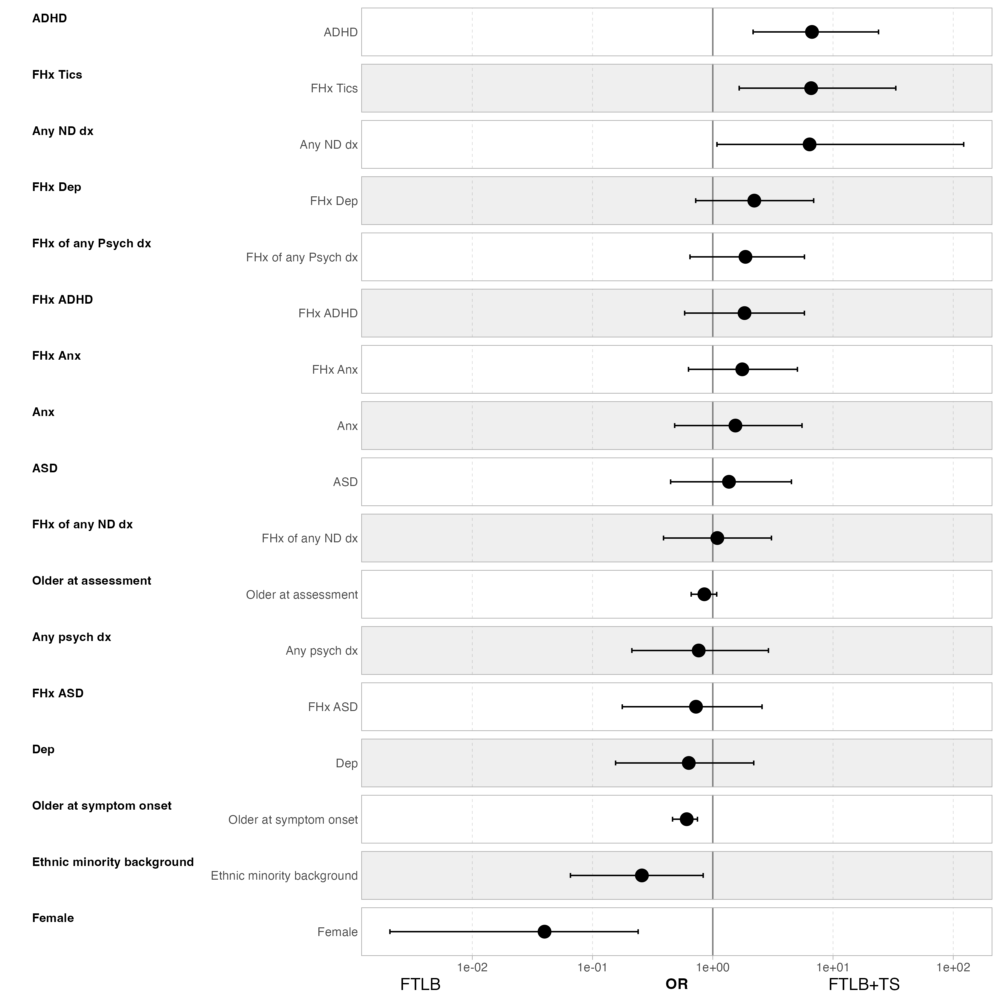 ADHD
ADHD
FHx Tics
FHx Tics
Any ND dx
Any ND dx
FHx Dep
FHx Dep
FHx of any Psych dx
FHx of any Psych dx
FHx ADHD
FHx ADHD
FHx Anx
FHx Anx
Anx
Anx
ASD
ASD
FHx of any ND dx
FHx of any ND dx
Older at assessment
Older at assessment
Any psych dx
Any psych dx
FHx ASD
FHx ASD
Dep
Dep
Older at symptom onset
Older at symptom onset
Ethnic minority background
Ethnic minority background
Female
Female
1e-02 1e-01 1e+00 1e+01 1e+02
FTLB OR FTLB+TS